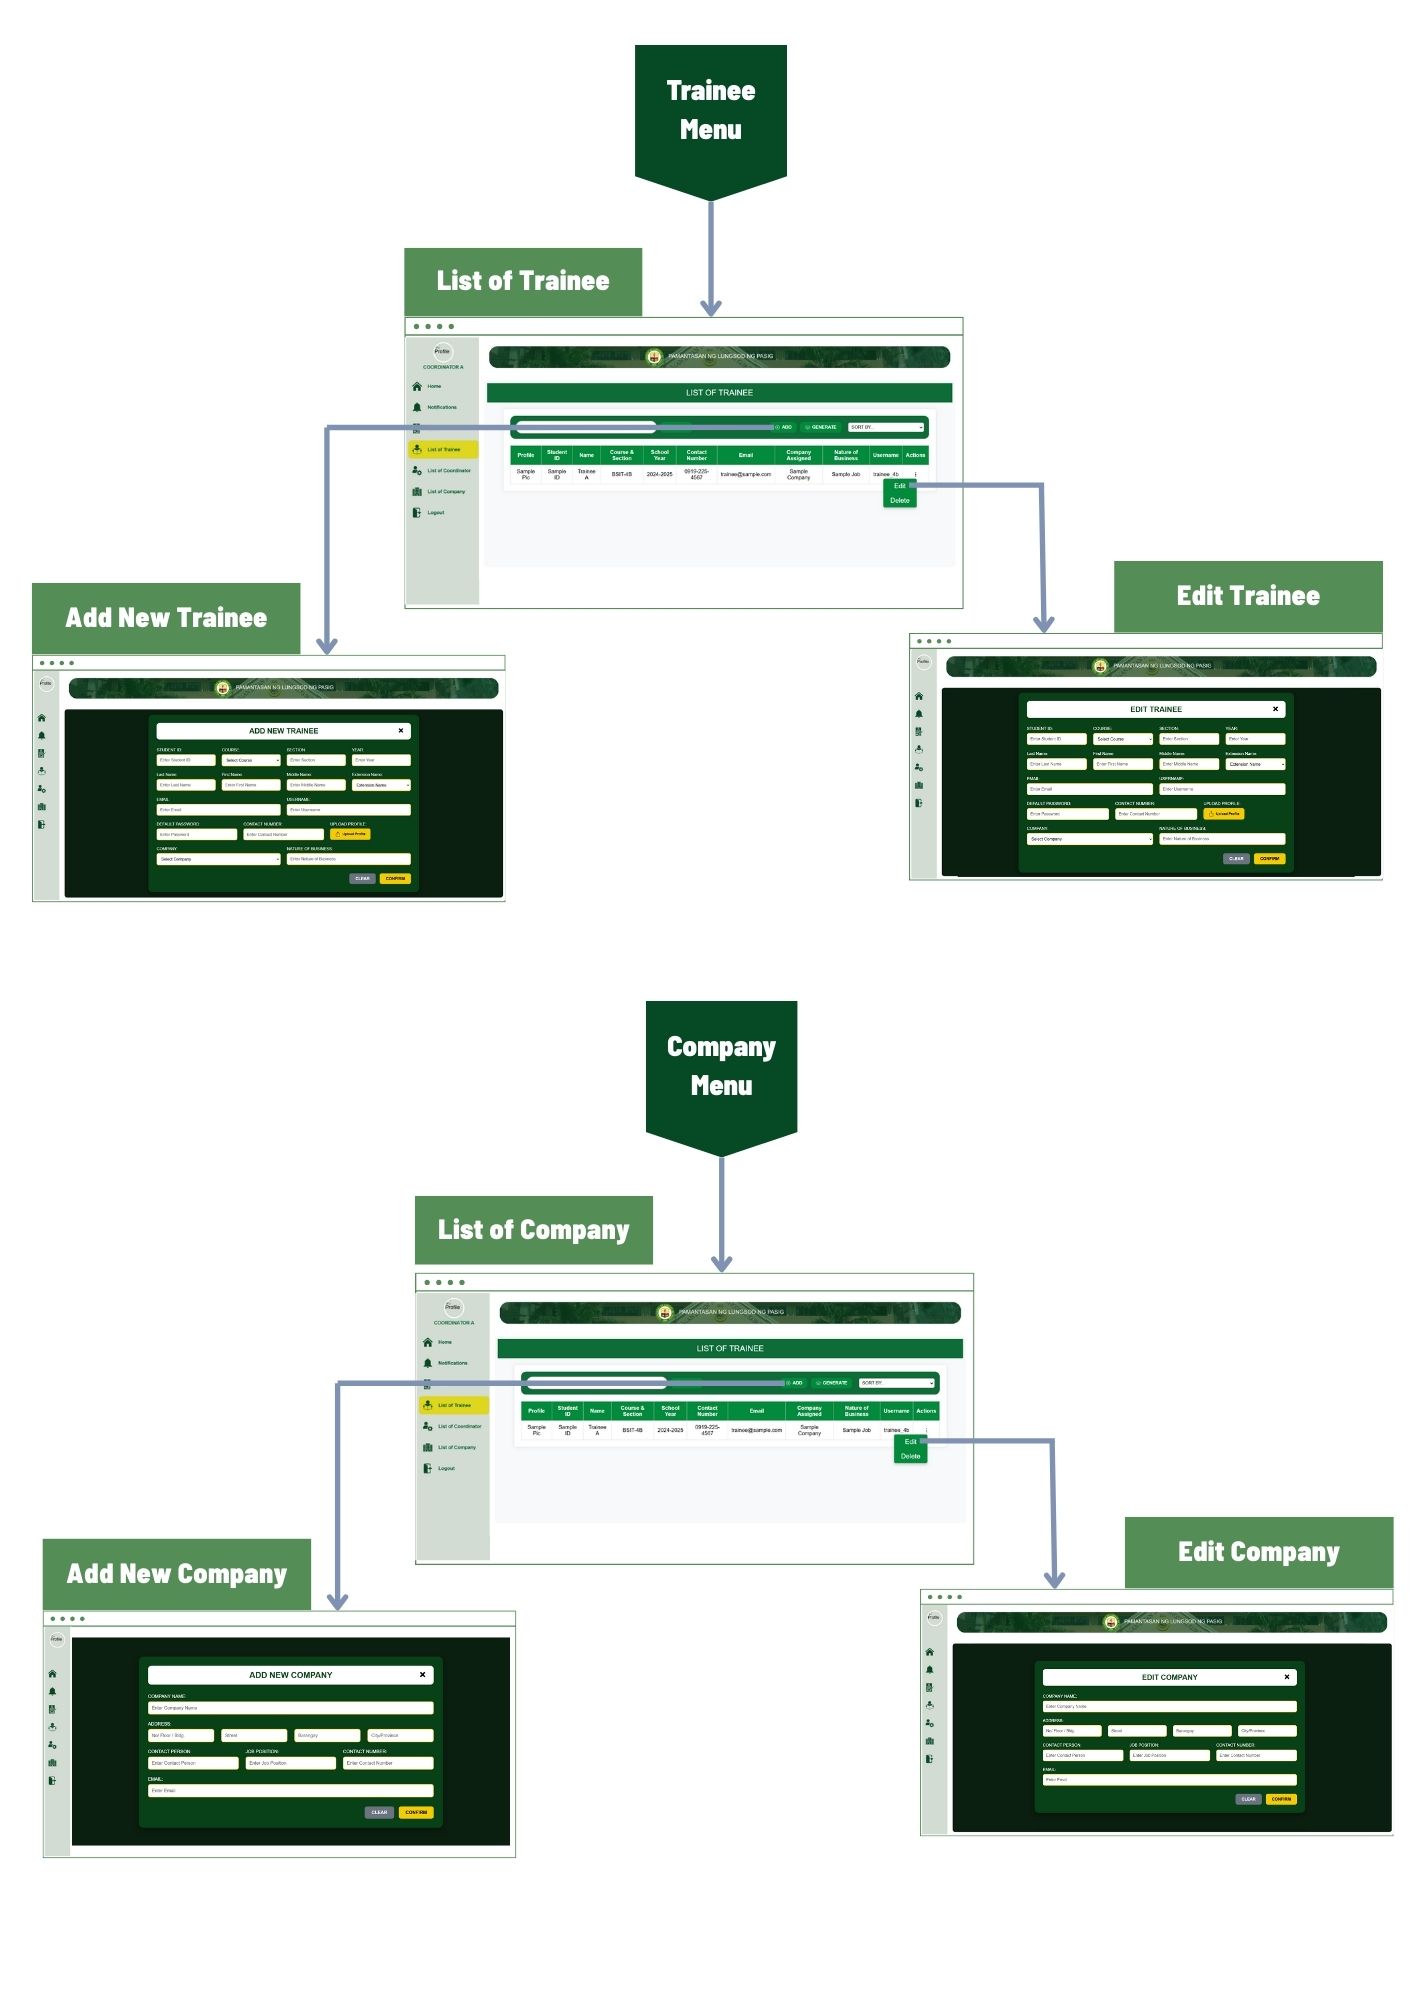 Trainee
Menu
List of Trainee
Profile
PAMANTASAN NG LUNGSOD NG PASIG
COORDINATOR A
LIST OF TRAINEE
Home
Notifications
ADD GENERATE SORT BY...
List of Trainee
Profile Student ID Name Course & Section School Year Contact Number Email Company Assigned Nature of Business Username Actions
Sample Pic Sample ID Trainee A BSIT-4B 2024-2025 0919-225-4567 trainee@sample.com Sample Company Sample Job trainee_4b
List of Coordinator
Edit
List of Company
Delete
Logout
Add New Trainee
Profile
PAMANTASAN NG LUNGSOD NG PASIG
ADD NEW TRAINEE
STUDENT ID: COURSE: SECTION: YEAR:
Enter Student ID Select Course Enter Section Enter Year
Last Name: First Name: Middle Name: Extension Name:
Enter Last Name Enter First Name Enter Middle Name Extension Name
EMAIL: USERNAME:
Enter Email Enter Username
DEFAULT PASSWORD: CONTACT NUMBER: UPLOAD PROFILE:
Enter Password Enter Contact Number Upload Profile
COMPANY: NATURE OF BUSINESS:
Select Company Enter Nature of Business
CLEAR CONFIRM
Edit Trainee
Profile
PAMANTASAN NG LUNGSOD NG PASIG
EDIT TRAINEE
STUDENT ID: COURSE: SECTION: YEAR:
Enter Student ID Select Course Enter Section Enter Year
Last Name: First Name: Middle Name: Extension Name:
Enter Last Name Enter First Name Enter Middle Name Extension Name
EMAIL: USERNAME:
Enter Email Enter Username
DEFAULT PASSWORD: CONTACT NUMBER: UPLOAD PROFILE:
Enter Password Enter Contact Number Upload Profile
COMPANY: NATURE OF BUSINESS:
Select Company Enter Nature of Business
CLEAR CONFIRM
Company
Menu
List of Company
Profile
PAMANTASAN NG LUNGSOD NG PASIG
COORDINATOR A
LIST OF TRAINEE
Home
Notifications
ADD GENERATE SORT BY...
List of Trainee
Profile Student ID Name Course & Section School Year Contact Number Email Company Assigned Nature of Business Username Actions
Sample Pic Sample ID Trainee A BSIT-4B 2024-2025 0919-225-4567 trainee@sample.com Sample Company Sample Job trainee_4b
List of Coordinator
Edit
List of Company
Delete
Logout
Add New Company
Profile
ADD NEW COMPANY
COMPANY NAME:
Enter Company Name
ADDRESS:
No/ Floor / Bldg. Street Barangay City/Province
CONTACT PERSON JOB POSITION: CONTACT NUMBER:
Enter Contact Person Enter Job Position Enter Contact Number
EMAIL:
Enter Email
CLEAR CONFIRM
Edit Company
Profile
PAMANTASAN NG LUNGSOD NG PASIG
EDIT COMPANY
COMPANY NAME:
Enter Company Name
ADDRESS:
No/ Floor / Bldg. Street Barangay City/Province
CONTACT PERSON: JOB POSITION: CONTACT NUMBER:
Enter Contact Person Enter Job Position Enter Contact Number
EMAIL:
Enter Email
CLEAR CONFIRM